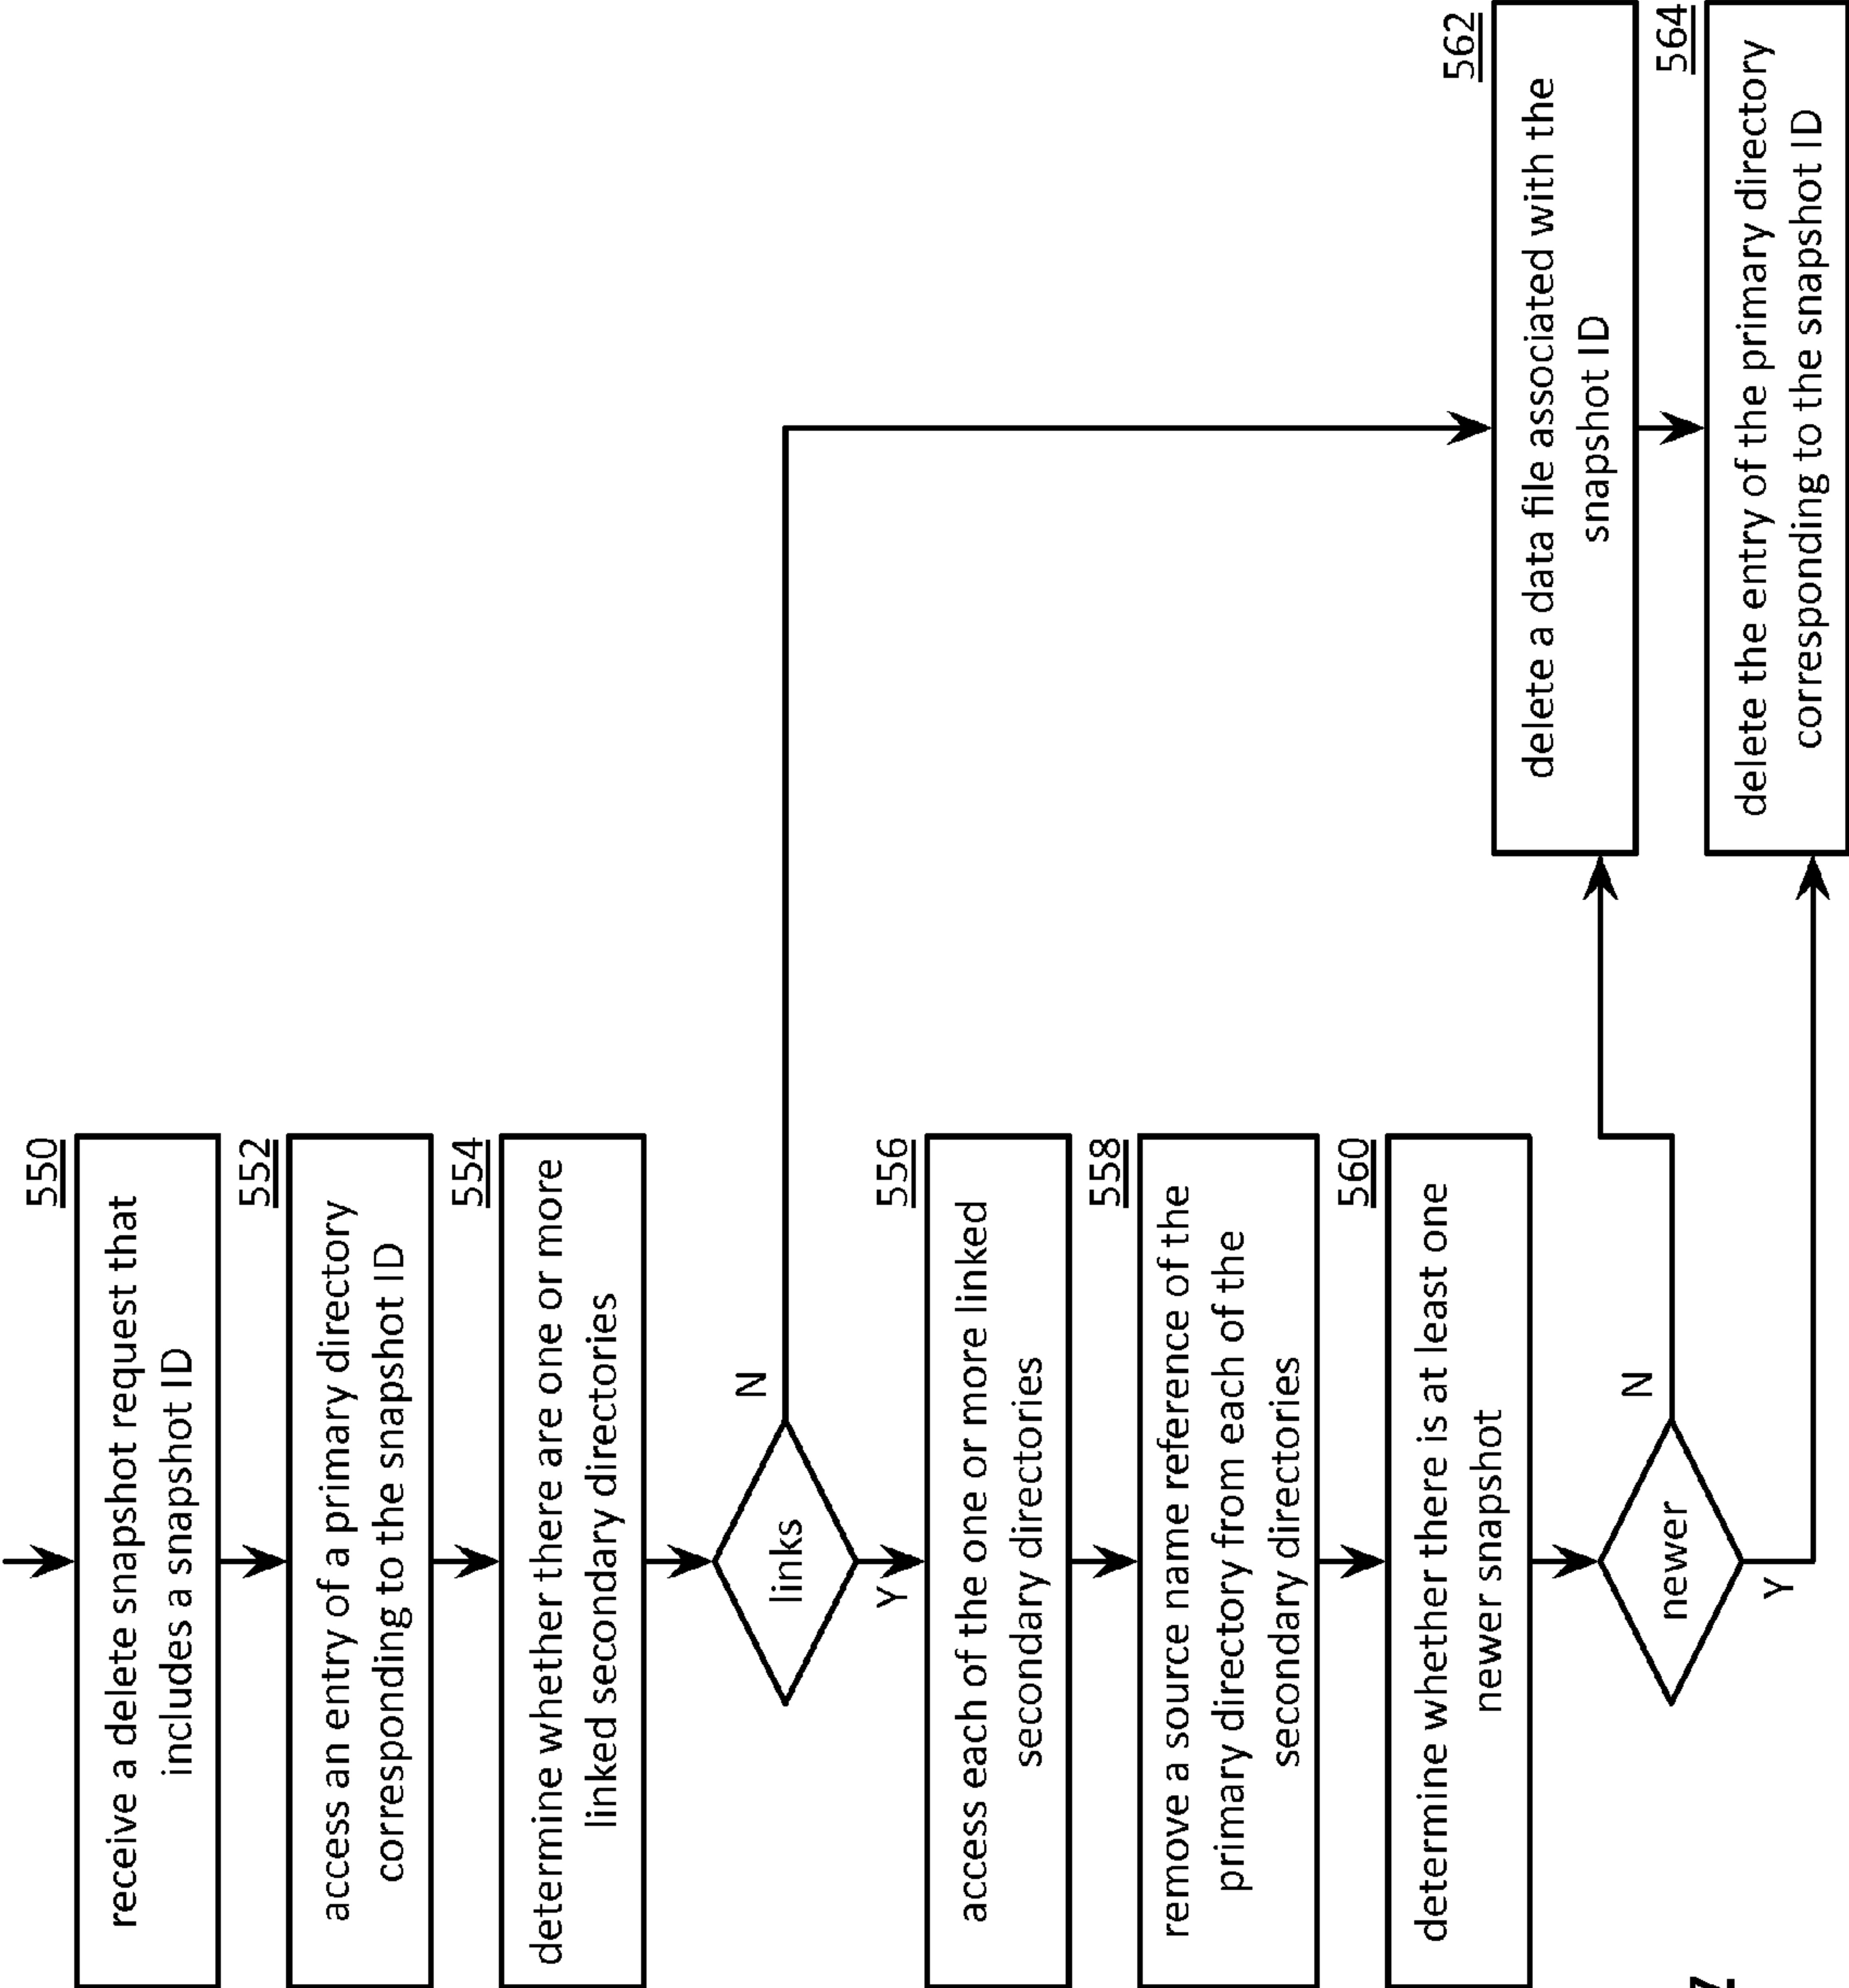 550
receive a delete snapshot request that
includes a snapshot ID
552
access an entry of a primary directory
corresponding to the snapshot ID
554
determine whether there are one or more
linked secondary directories
links
N
Y
556
access each of the one or more linked
secondary directories
558
remove a source name reference of the
primary directory from each of the
secondary directories
560
determine whether there is at least one
newer snapshot
newer
N
Y
562
delete a data file associated with the
snapshot ID
564
delete the entry of the primary directory
corresponding to the snapshot ID